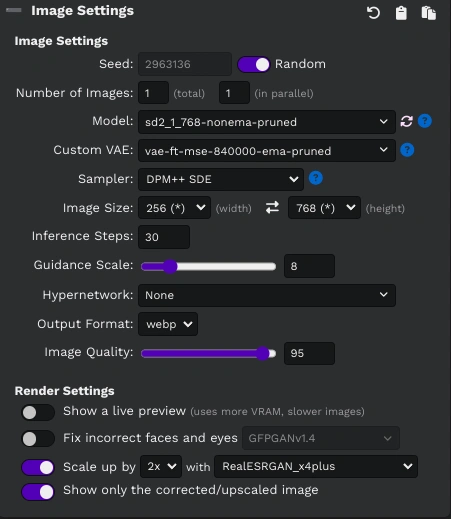 Image Settings
Image Settings
Seed: 2963136 Random
Number of Images: 1 (total) 1 (in parallel)
Model: sd2_1_768-nonema-pruned ?
Custom VAE: vae-ft-mse-840000-ema-pruned ?
Sampler: DPM++ SDE ?
Image Size: 256 (*) (width) 768 (*) (height)
Inference Steps: 30
Guidance Scale: 8
Hypernetwork: None
Output Format: webp
Image Quality: 95
Render Settings
Show a live preview (uses more VRAM, slower images)
Fix incorrect faces and eyes GFPGANv1.4
Scale up by 2x with RealESRGAN_x4plus
Show only the corrected/upscaled image